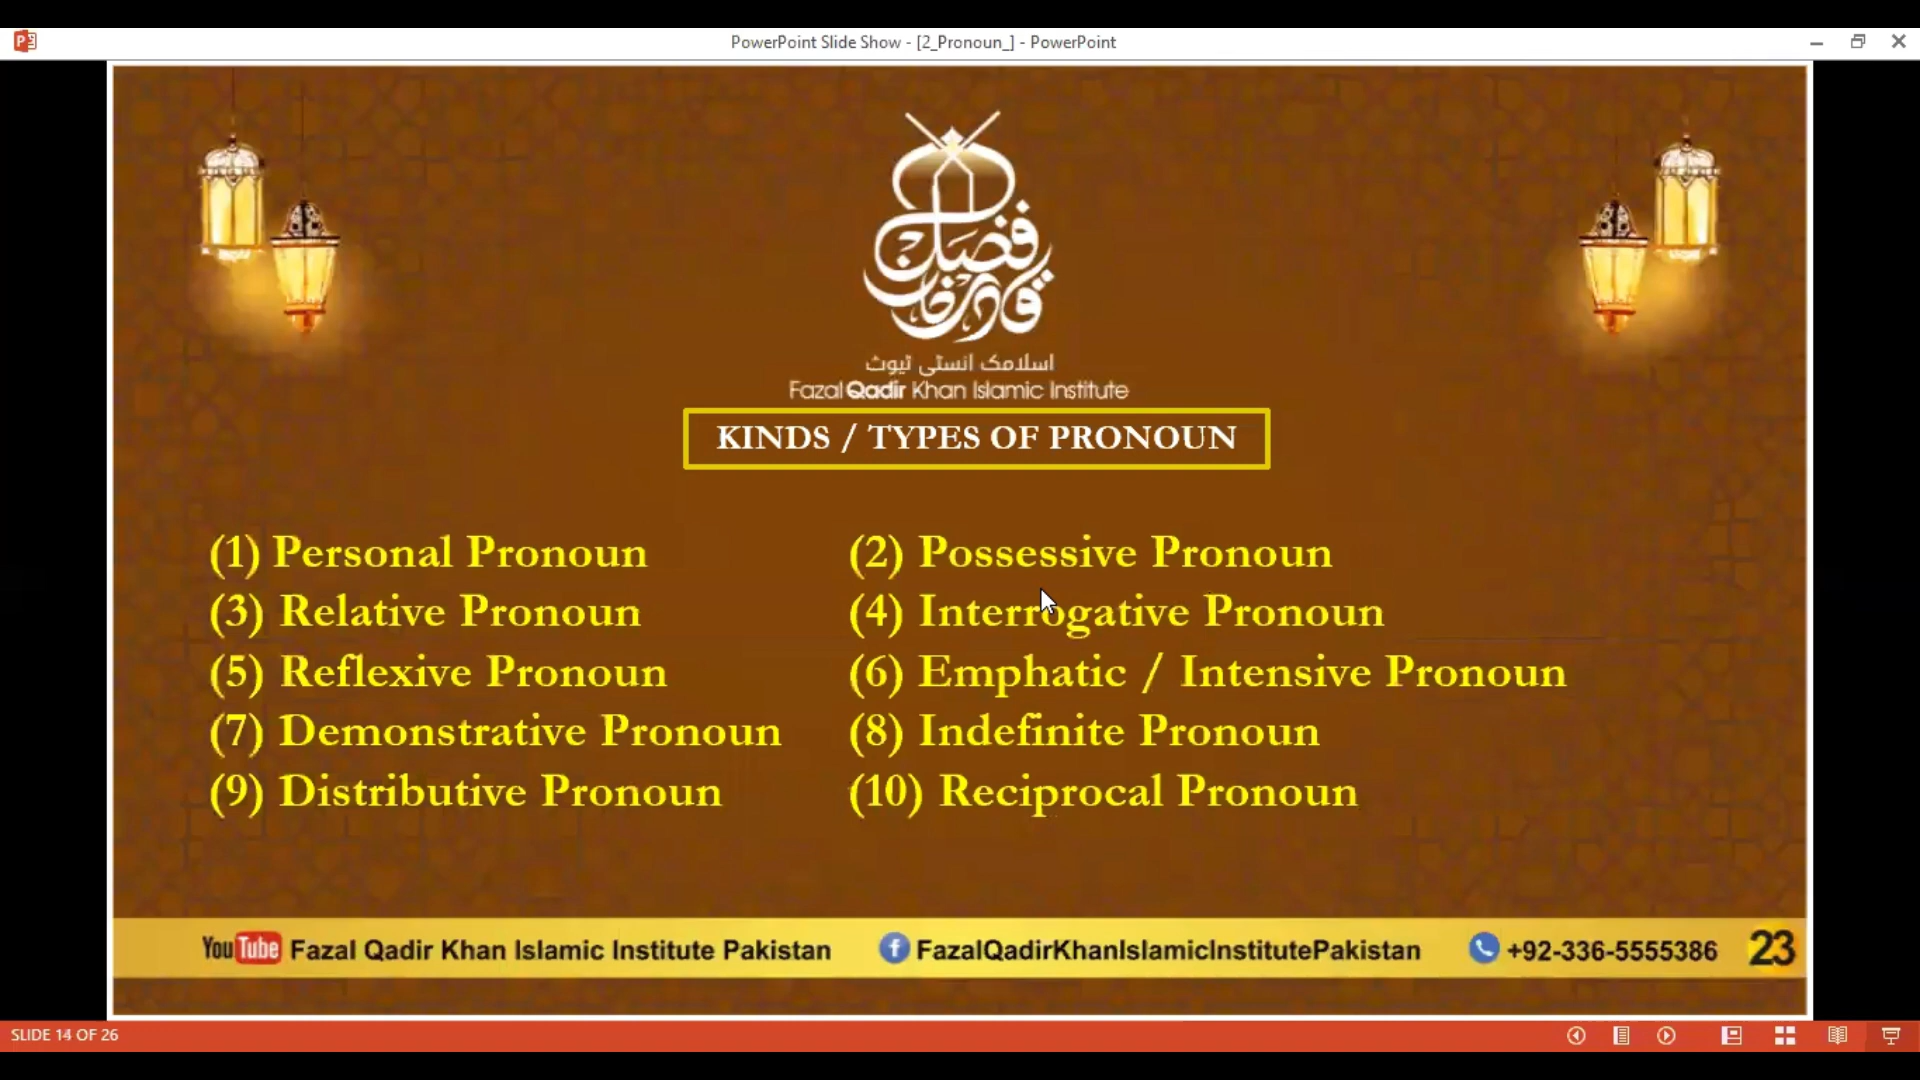 PowerPoint Slide Show - [2_Pronoun_] - PowerPoint
فضل
قادر خان
اسلامک انسٹی ٹیوٹ
Fazal Qadir Khan Islamic Institute
KINDS / TYPES OF PRONOUN
(1) Personal Pronoun (2) Possessive Pronoun
(3) Relative Pronoun (4) Interrogative Pronoun
(5) Reflexive Pronoun (6) Emphatic / Intensive Pronoun
(7) Demonstrative Pronoun (8) Indefinite Pronoun
(9) Distributive Pronoun (10) Reciprocal Pronoun
YouTube Fazal Qadir Khan Islamic Institute Pakistan f FazalQadirKhanIslamicInstitutePakistan +92-336-5555386 23
SLIDE 14 OF 26